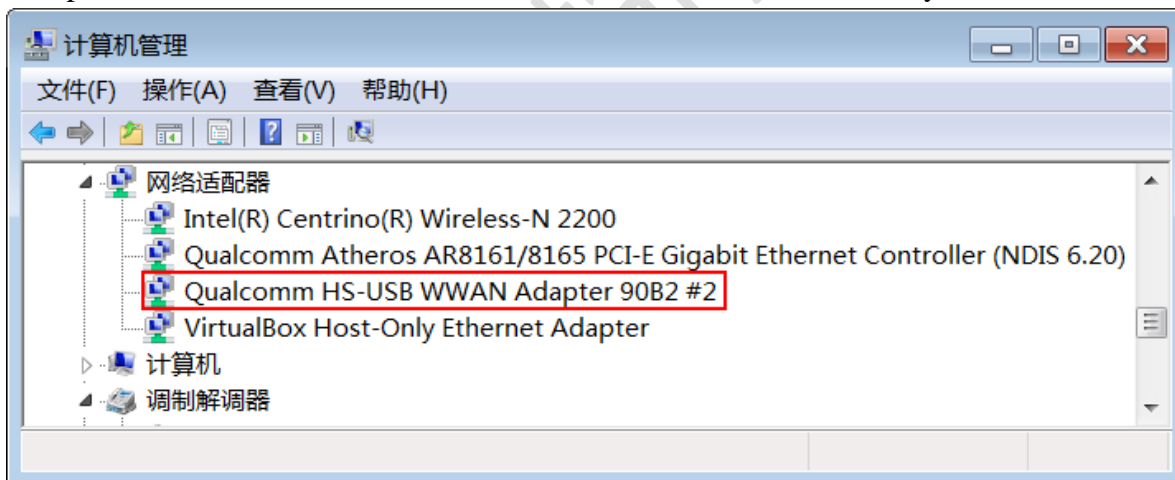 计算机管理
文件(F) 操作(A) 查看(V) 帮助(H)
网络适配器
Intel(R) Centrino(R) Wireless-N 2200
Qualcomm Atheros AR8161/8165 PCI-E Gigabit Ethernet Controller (NDIS 6.20)
Qualcomm HS-USB WWAN Adapter 90B2 #2
VirtualBox Host-Only Ethernet Adapter
计算机
调制解调器